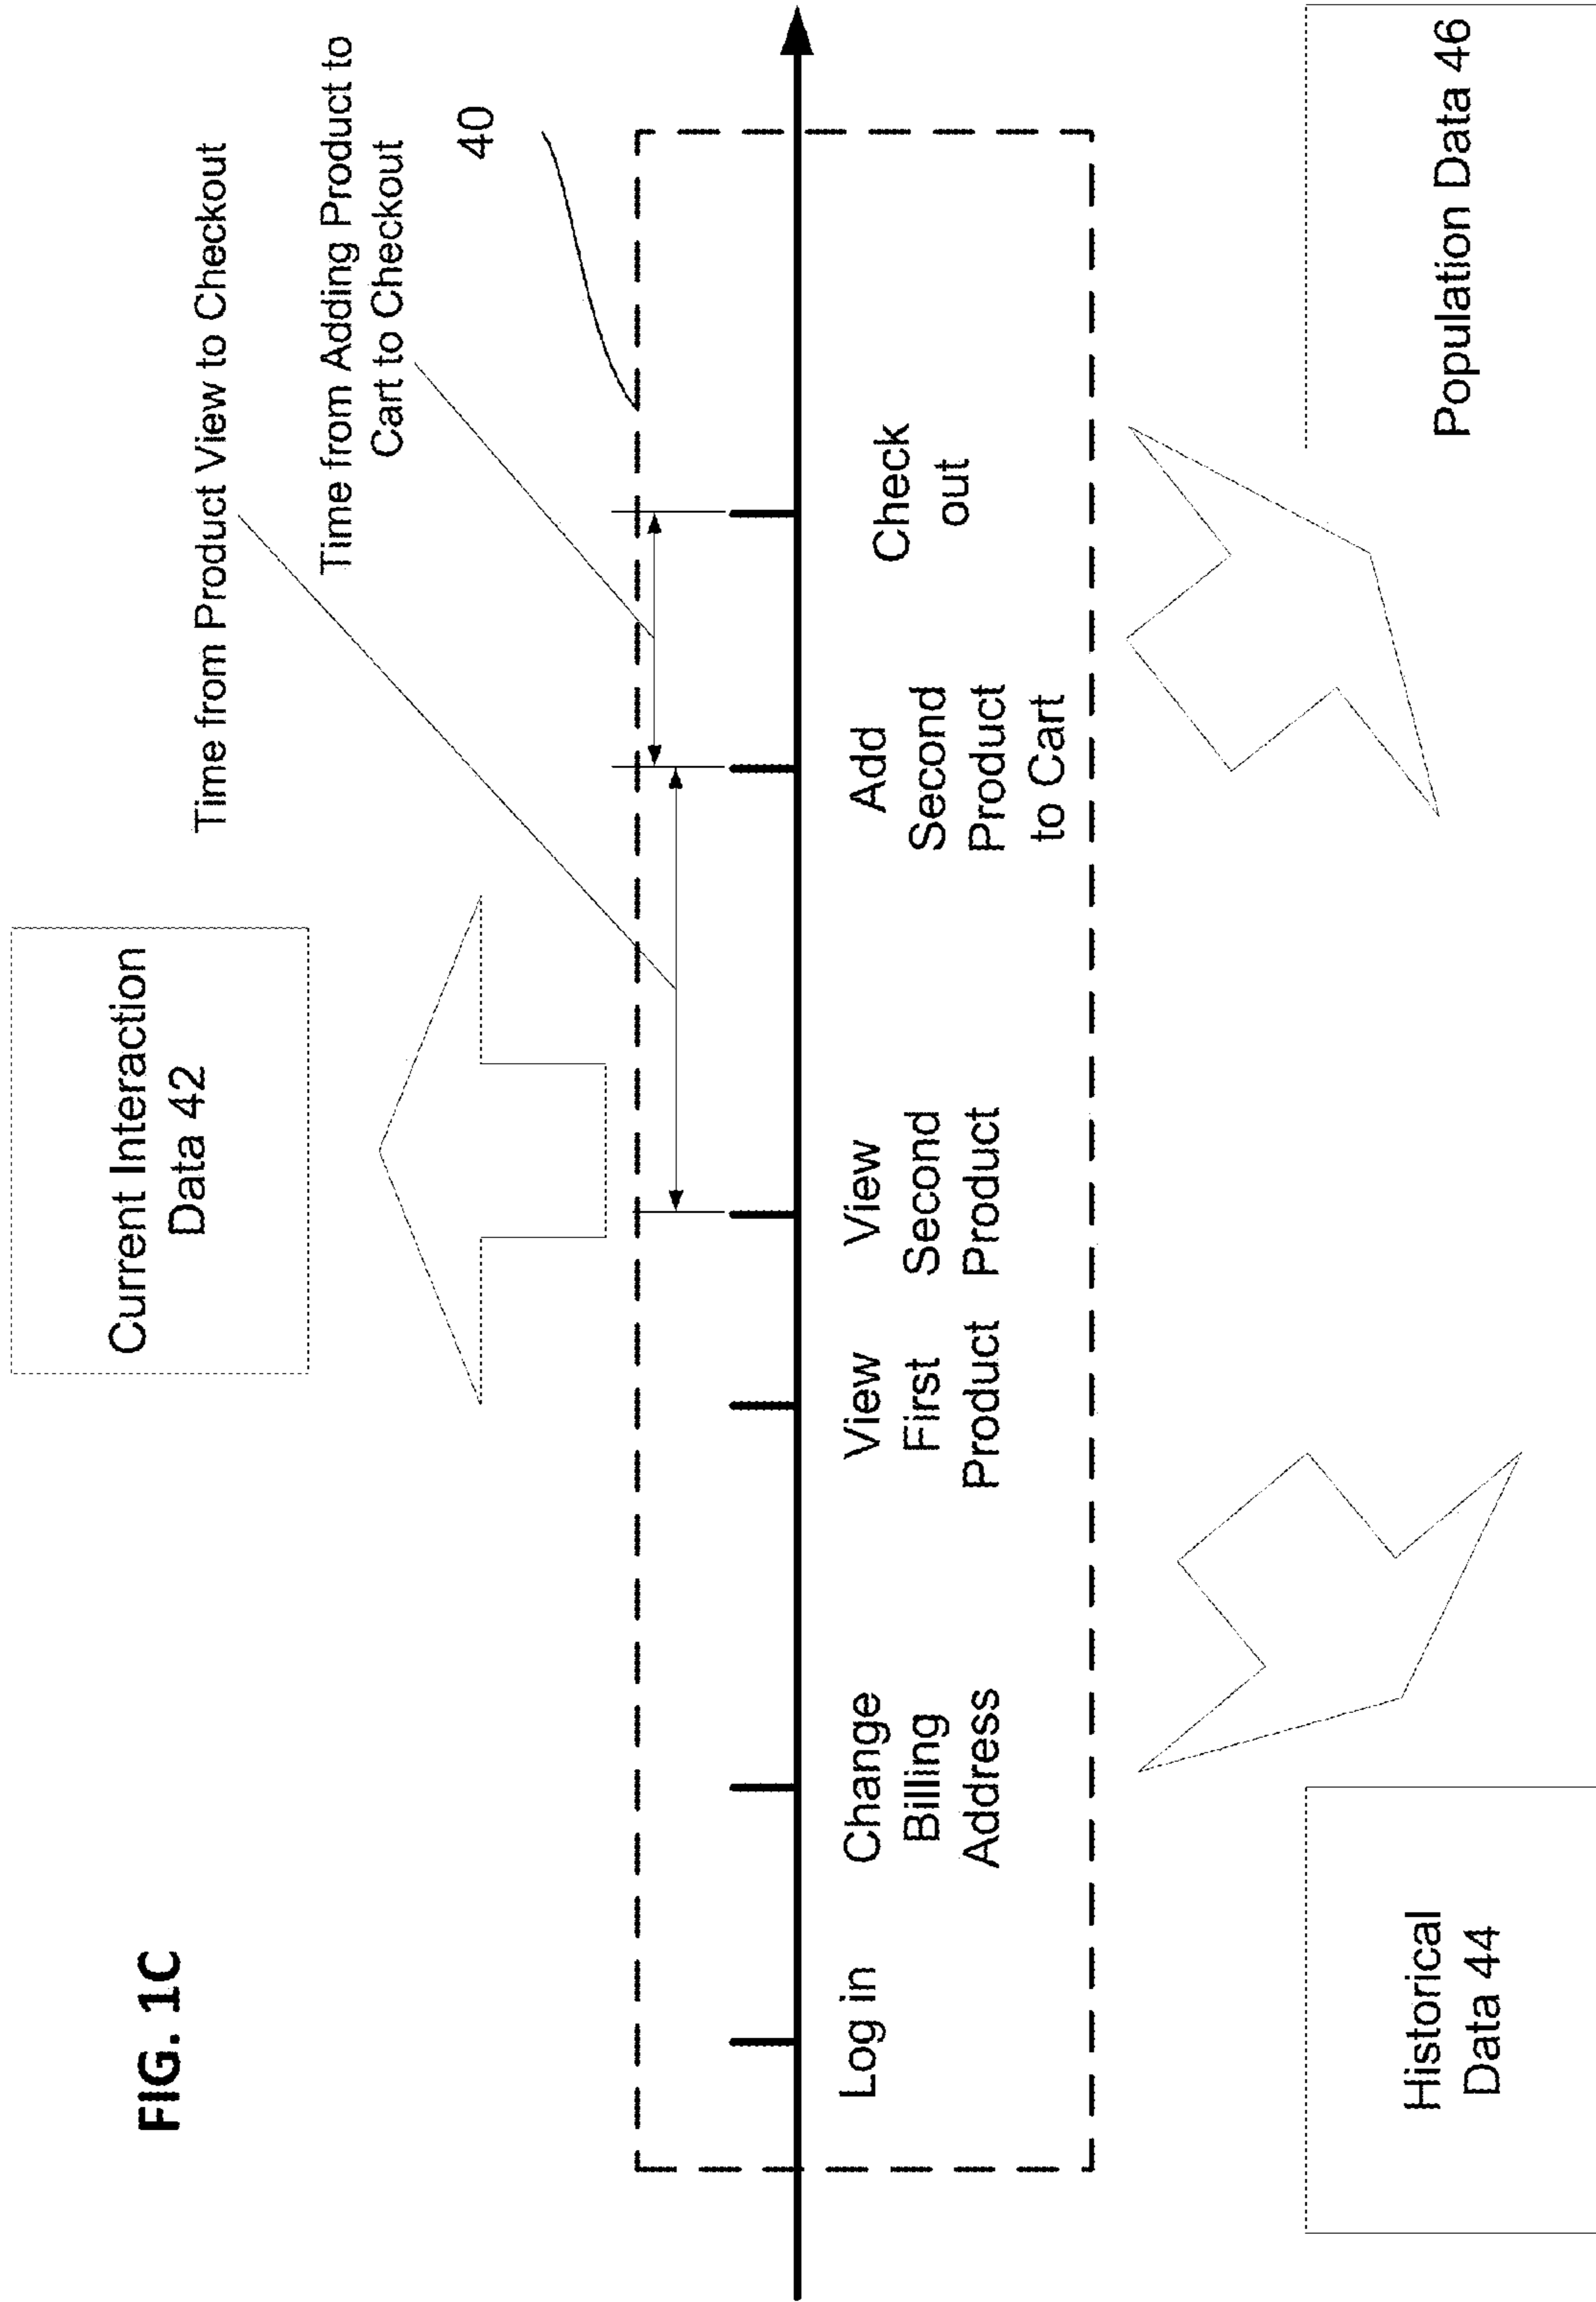 FIG. 1C
Current Interaction
Data 42
Time from Product View to Checkout
Time from Adding Product to
Cart to Checkout
40
Log in
Change
Billing
Address
View
First
Product
View
Second
Product
Add
Second
Product
to Cart
Check
out
Historical
Data 44
Population Data 46